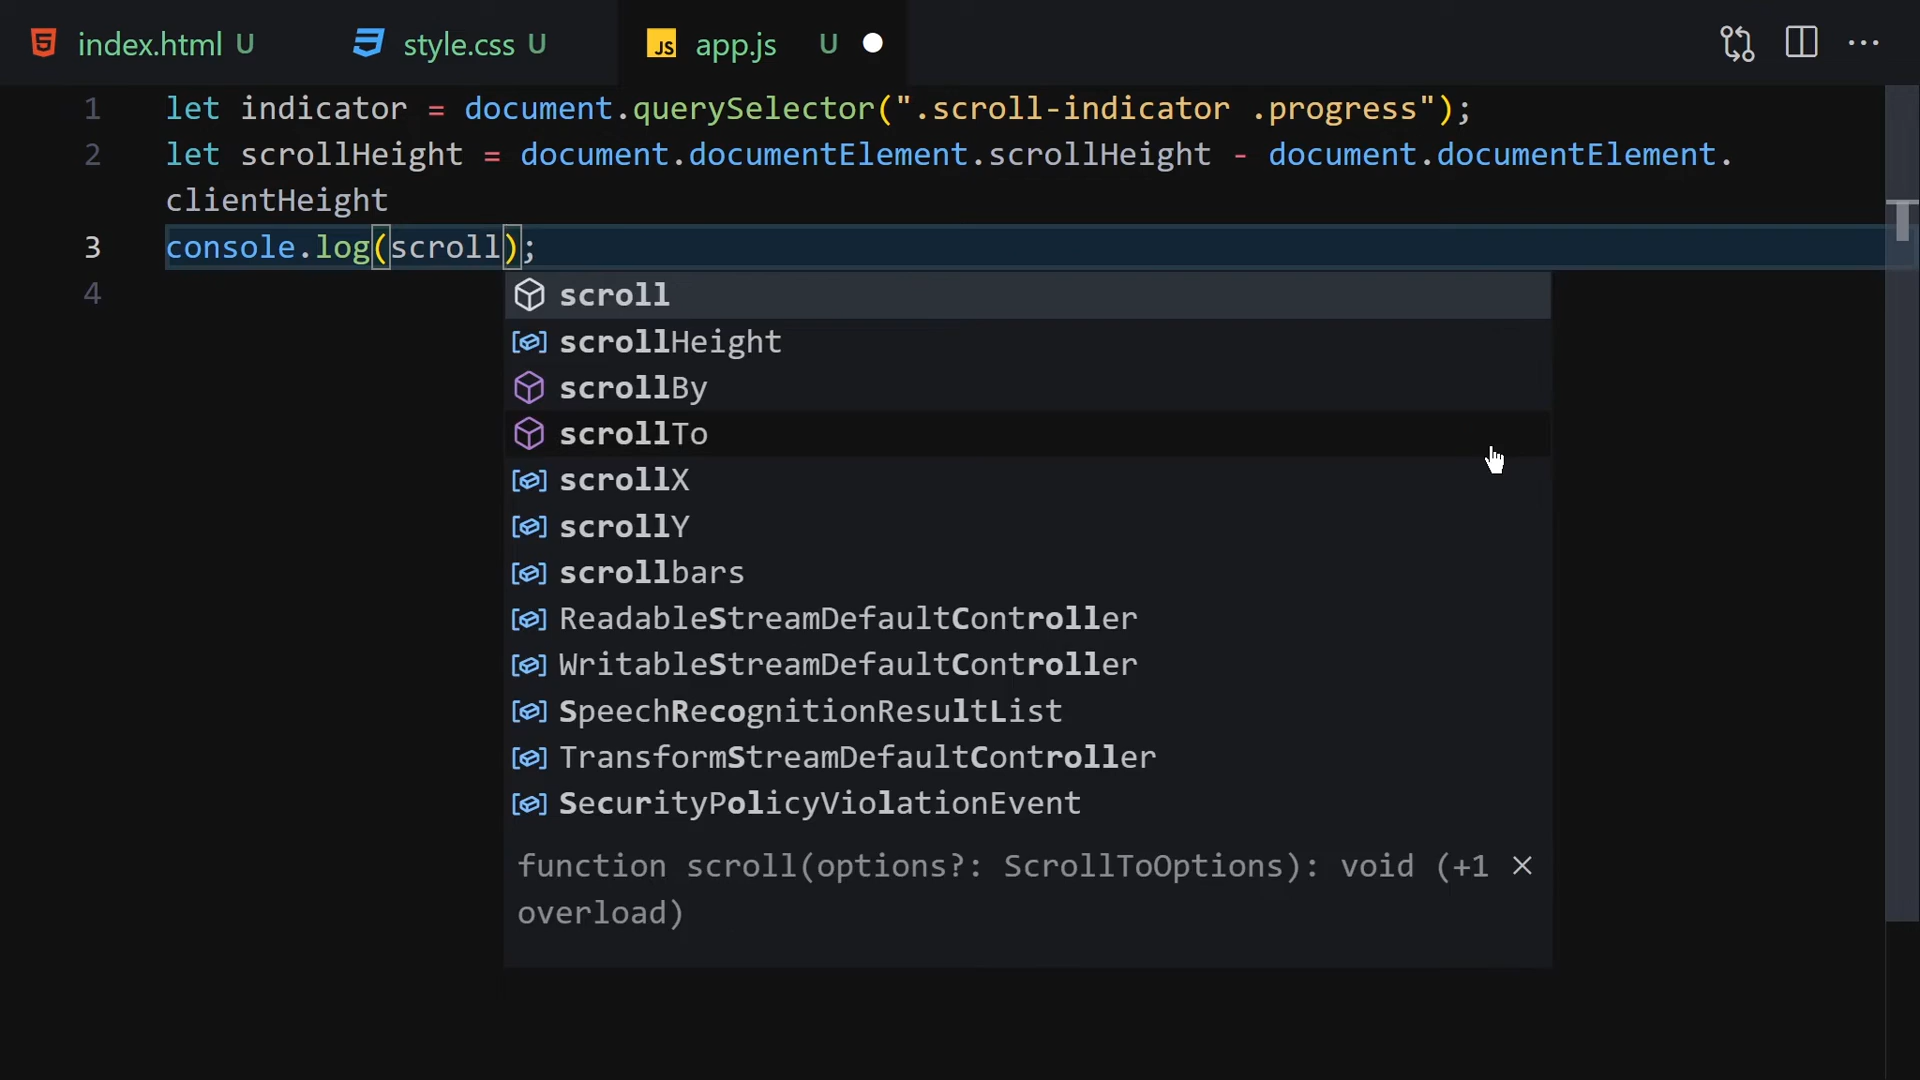 index.html U
style.css U
JS app.js U
1 let indicator = document.querySelector(".scroll-indicator .progress");
2 let scrollHeight = document.documentElement.scrollHeight - document.documentElement.
clientHeight
3 console.log(scroll);
4
scroll
scrollHeight
scrollBy
scrollTo
scrollX
scrollY
scrollbars
ReadableStreamDefaultController
WritableStreamDefaultController
SpeechRecognitionResultList
TransformStreamDefaultController
SecurityPolicyViolationEvent
function scroll(options?: ScrollToOptions): void (+1
overload)